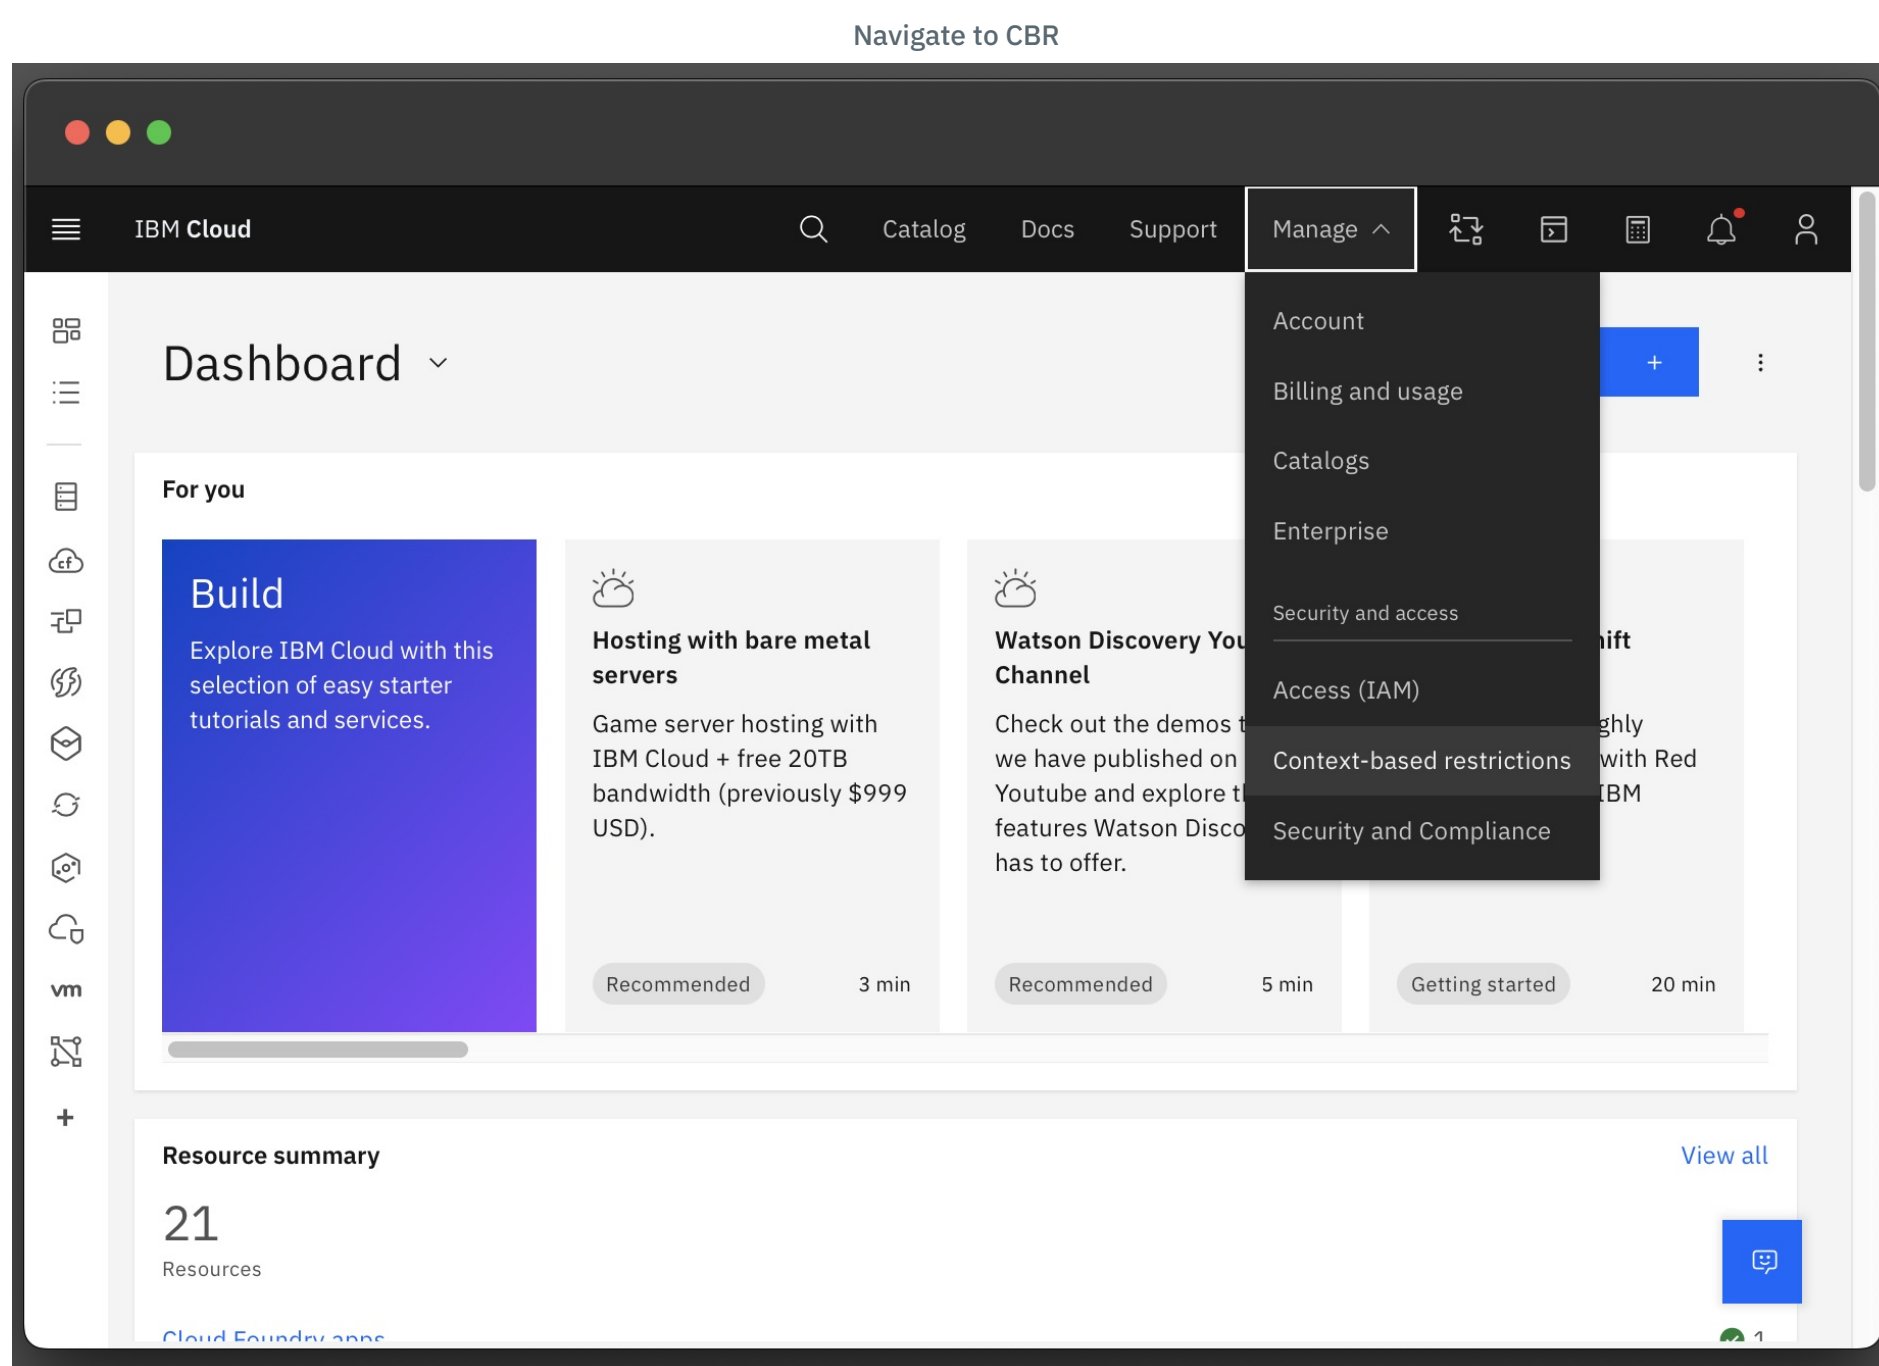 Navigate to CBR
IBM Cloud
Catalog
Docs
Support
Manage
Account
Billing and usage
Catalogs
Enterprise
Security and access
Access (IAM)
Context-based restrictions
Security and Compliance
Dashboard
+
For you
Build
Explore IBM Cloud with this
selection of easy starter
tutorials and services.
Hosting with bare metal
servers
Game server hosting with
IBM Cloud + free 20TB
bandwidth (previously $999
USD).
Recommended
3 min
Watson Discovery You
Channel
Check out the demos t
we have published on
Youtube and explore t
features Watson Disco
has to offer.
Recommended
5 min
ift
ghly
with Red
IBM
Getting started
20 min
cf
vm
+
Resource summary
View all
21
Resources
Cloud Foundry apps
1